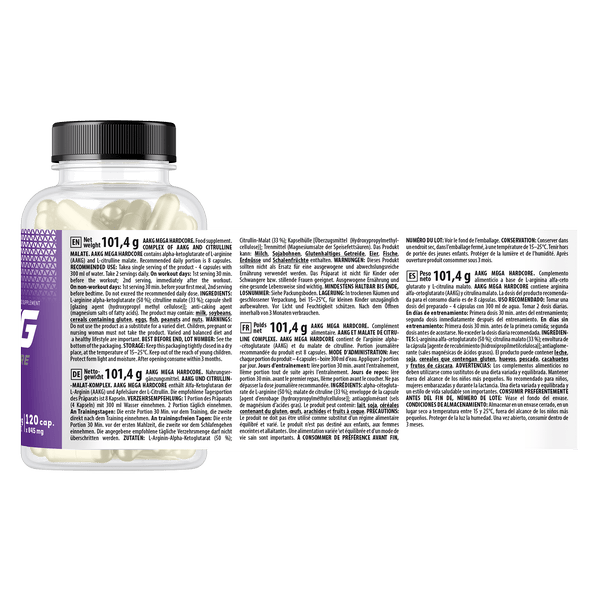 SUPPLEMENT
G
120 cap.
x 845 mg
EN Net weight 101,4 g AAKG MEGA HARDCORE. Food supplement.
COMPLEX OF AAKG AND CITRULLINE
MALATE. AAKG MEGA HARDCORE contains alpha-ketoglutarate of L-arginine
(AAKG) and L-citrulline malate. Recommended daily portion is 8 capsules.
RECOMMENDED USE: Take a single serving of the product - 4 capsules with
300 ml of water. Take 2 servings daily. On workout days: 1st serving 30 min.
before the workout; 2nd serving, immediately after the workout.
On non-workout days: 1st serving 30 min. before your first meal, 2nd serving
before bedtime. Do not exceed the recommended daily dose. INGREDIENTS:
L-arginine alpha-ketoglutarate (50 %); citrulline malate (33 %); capsule shell
[glazing agent (hydroxypropyl methyl cellulose)]; anti-caking agent
(magnesium salts of fatty acids). The product may contain: milk, soybeans,
cereals containing gluten, eggs, fish, peanuts and nuts. WARNINGS:
Do not use the product as a substitute for a varied diet. Children, pregnant or
nursing woman must not take the product. Varied and balanced diet and
a healthy lifestyle are important. BEST BEFORE END, LOT NUMBER: See the
bottom of the packaging. STORAGE: Keep this packaging tightly closed in a dry
place, at the temperature of 15–25°C. Keep out of the reach of young children.
Protect form light and moisture. After opening consume within 3 months.
DE Netto-gewicht 101,4 g AAKG MEGA HARDCORE. Nahrungser-
gänzungsmittel. AAKG UND CITRULLIN-
-MALAT-KOMPLEX. AAKG MEGA HARDCORE enthält Alfa-Ketoglutarat der
L-Arginin (AAKG) und Apfelsäure der L-Citrullin. Die empfohlene Tagesportion
des Präparats ist 8 Kapseln. VERZEHREMPFEHLUNG: 1 Portion des Präparats
(4 Kapseln) mit 300 ml Wasser einnehmen. 2 Portion täglich einnehmen.
An Trainingstagen: Die erste Portion 30 Min. vor dem Training, die zweite
direkt nach dem Training einnehmen. An Trainingsfreien Tagen: Die erste
Portion 30 Min. vor der ersten Mahlzeit, die zweite vor dem Schlafengehen
einnehmen. Die angegebene empfohlene tägliche Verzehrmenge darf nicht
überschritten werden. ZUTATEN: L-Arginin-Alpha-Ketoglutarat (50 %);
Citrullin-Malat (33 %); Kapselhülle [Überzugsmittel (Hydroxypropylmethyl-
cellulose)]; Trennmittel (Magnesiumsalze der Speisefettsäuren). Das Produkt
kann: Milch, Sojabohnen, Glutenhaltiges Getreide, Eier, Fische,
Erdnüsse und Schalenfrüchte enthalten. WARNUNGEN: Dieses Produkt
sollten nicht als Ersatz für eine ausgewogene und abwechslungsreiche
Ernährung verwendet werden. Das Präparat ist nicht für Kinder oder
Schwangere bzw. stillende Frauen geeignet. Ausgewogene Ernährung und
eine gesunde Lebensweise sind wichtig. MINDESTENS HALTBAR BIS ENDE,
LOSNUMMER: Siehe Packungsboden. LAGERUNG: In trockenen Räumen und
geschlossener Verpackung, bei 15–25°C, für kleinen Kinder unzugänglich
aufbewahren. Vor Licht und Feuchtigkeit schützen. Nach dem Öffnen
innerhalb von 3 Monaten verbrauchen.
FR Poids net 101,4 g AAKG MEGA HARDCORE. Complément
AAKG ET MALATE DE CITRUL-
LINE COMPLEX. AAKG MEGA HARDCORE contient de l'arginine alpha-
-cétoglutarate (AAKG) et du malate de citrulline. Portion journalière
recommandée du produit est 8 capsules. MODE D'ADMINISTRATION: Avec
chaque portion du produit – 4 capsules – boire 300 ml d'eau. Appliquer 2 portion
par jour. Jours d'entraînement: 1ère portion 30 min. avant l'entraînement,
2ème portion tout de suite après l'entraînement. Jours de repos: 1ère
portion 30 min. avant le premier repas, 2ème portion avant le coucher. Ne pas
dépasser la dose journalière recommandée. INGRÉDIENTS: alpha-cétogluta-
rate de L-arginine (50 %); malate de citrulline (33 %); enveloppe de la capsule
[agent d'enrobage (hydroxypropylméthylcellulose)]; antiagglomérant (sels
de magnésium d'acides gras). Le produit peut contenir: lait, soja, céréales
contenant du gluten, œufs, arachides et fruits à coque. PRÉCAUTIONS:
Le produit ne peut pas être utilisé comme un substitut d'une alimentation
variée et équilibrée. Le produit n'est pas destiné aux enfants, aux femmes
enceintes et allaitantes. Une alimentation variée et équilibrée et un mode de
vie sain sont importants. À CONSOMMER DE PRÉFÉRENCE AVANT FIN,
NUMÉRO DU LOT: Voir le fond de l'emballage. CONSERVATION: Conserver dans
un endroit sec, dans l'emballage fermé, à une température de 15–25°C. Tenir hors
de portée des jeunes enfants. Protéger de la lumière et de l'humidité. Après
ouverture produit consommer sous 3 mois.
ES Peso neto 101,4 g AAKG MEGA HARDCORE. Complemento
alimenticio a base de L-arginina alfa-ceto
glutarato y L-citrulina malato. AAKG MEGA HARDCORE contiene arginina
alfa-cetoglutarato (AAKG) y citrulina malato. La dosis del producto recomenda-
da para el consumo diario es de 8 cápsulas. USO RECOMENDADO: Tomar una
dosis del preparado - 4 cápsulas con 300 ml de agua. Tomar 2 dosis diarias.
En días de entrenamiento: Primera dosis 30 min. antes del entrenamiento,
segunda dosis inmediatamente después del entrenamiento. En días sin
entrenamiento: Primera dosis 30 min. antes de la primera comida; segunda
dosis antes de acostarte. No exceder la dosis diaria recomendada. INGREDIEN-
TES: L-arginina alfa-cetoglutarato (50 %); citrulina malato (33 %); envoltura de
la cápsula [agente de recubrimiento (hidroxipropilmetilcelulosa)]; antiaglome-
rante (sales magnésicas de ácidos grasos). El producto puede contener leche,
soja, cereales que contengan gluten, huevos, pescado, cacahuetes
y frutos de cáscara. ADVERTENCIAS: Los complementos alimenticios no
deben utilizarse como sustitutos de una dieta equilibrada. Mantener fuera
del alcance de los niños más pequeños. No recomendado para niños,
mujeres embarazadas o durante la lactancia. Una dieta variada y equilibrada y
un estilo de vida sano son importantes. CONSUMIR PREFERENTEMENTE
ANTES DEL FIN DE, NÚMERO DE LOTE: Véase el fondo del envase.
CONDICIONES DE ALMACENAMIENTO: Almacenar en envase cerrado, en un
lugar seco a temperatura entre 15 y 25°C, fuera del alcance de los niños más
pequeños. Proteger de la luz y la humedad. Una vez abierto, consumir dentro de
3 meses.